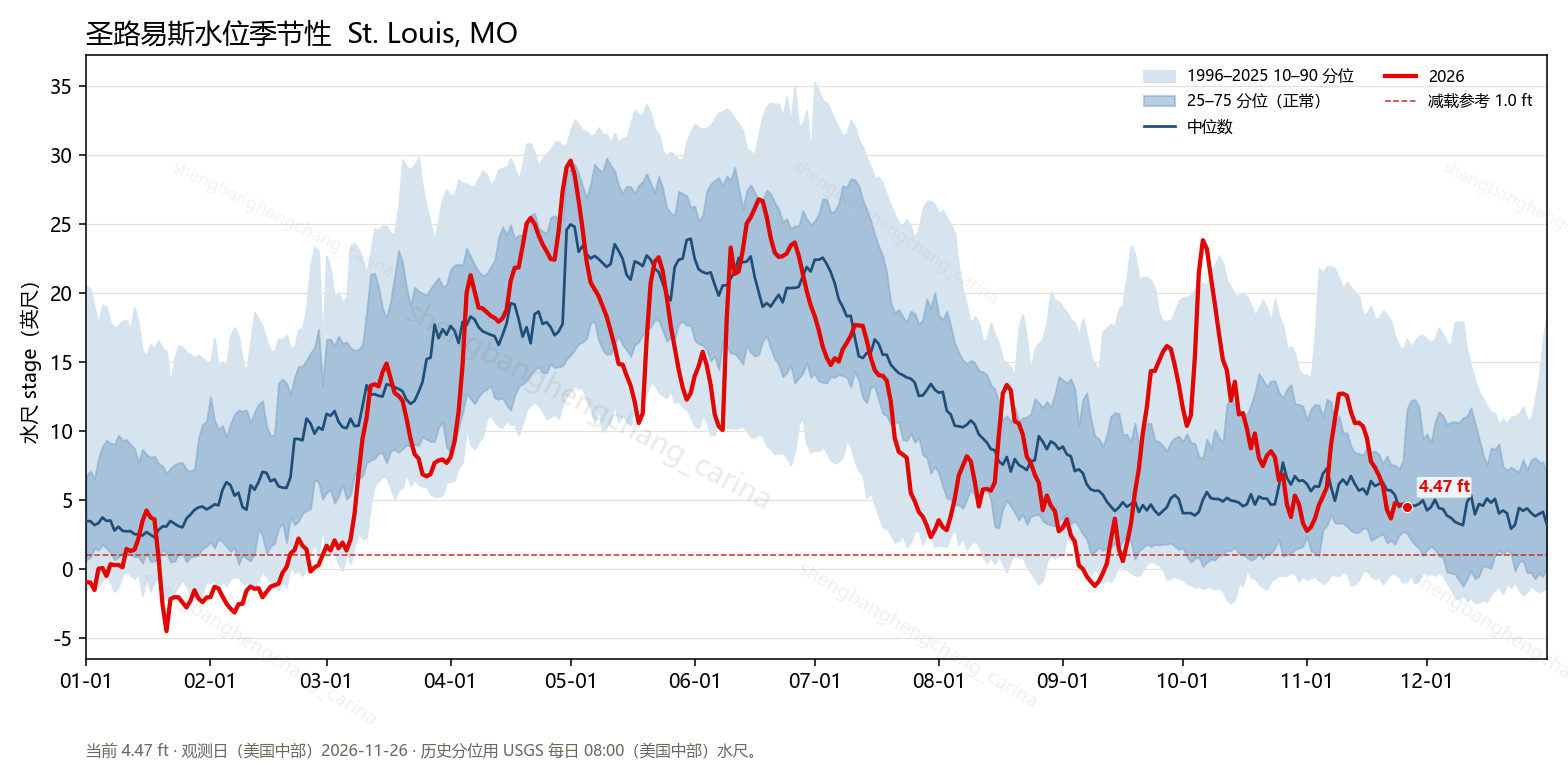 圣路易斯水位季节性 St. Louis, MO
1996–2025 10–90 分位
25–75 分位（正常）
中位数
2026
减载参考 1.0 ft
水尺 stage（英尺）
35
30
25
20
15
10
5
0
-5
4.47 ft
01-01 02-01 03-01 04-01 05-01 06-01 07-01 08-01 09-01 10-01 11-01 12-01
shengbanghengchang_carina
shengbanghengchang_carina
shengbanghengchang_carina
shengbanghengchang_carina
shengbanghengchang_carina
当前 4.47 ft · 观测日（美国中部）2026-11-26 · 历史分位用 USGS 每日 08:00（美国中部）水尺。